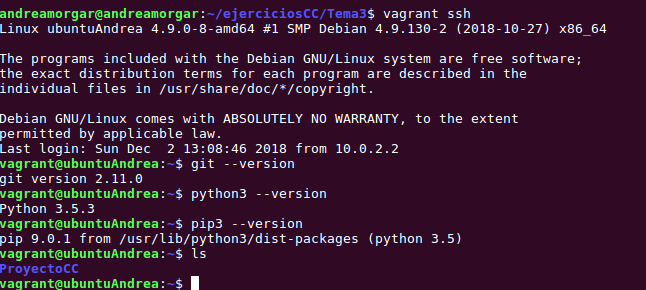 andreamorgar@andreamorgar:~/ejerciciosCC/Tema3$ vagrant ssh
Linux ubuntuAndrea 4.9.0-8-amd64 #1 SMP Debian 4.9.130-2 (2018-10-27) x86_64
The programs included with the Debian GNU/Linux system are free software;
the exact distribution terms for each program are described in the
individual files in /usr/share/doc/*/copyright.
Debian GNU/Linux comes with ABSOLUTELY NO WARRANTY, to the extent
permitted by applicable law.
Last login: Sun Dec  2 13:08:46 2018 from 10.0.2.2
vagrant@ubuntuAndrea:~$ git --version
git version 2.11.0
vagrant@ubuntuAndrea:~$ python3 --version
Python 3.5.3
vagrant@ubuntuAndrea:~$ pip3 --version
pip 9.0.1 from /usr/lib/python3/dist-packages (python 3.5)
vagrant@ubuntuAndrea:~$ ls
ProyectoCC
vagrant@ubuntuAndrea:~$